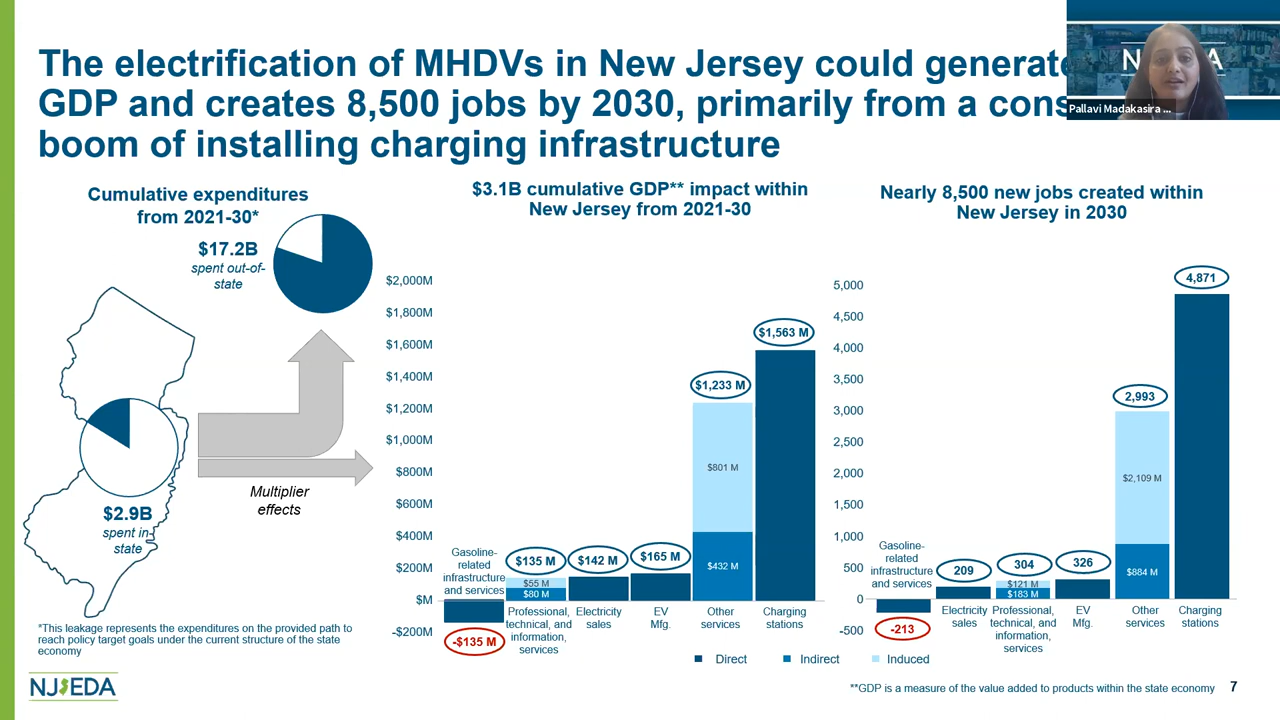 The electrification of MHDVs in New Jersey could generate
GDP and creates 8,500 jobs by 2030, primarily from a
boom of installing charging infrastructure
Pallavi Madakasira ...
Cumulative expenditures
from 2021-30*
$17.2B
spent out-of-
state
$2.9B
spent in-
state
Multiplier
effects
*This leakage represents the expenditures on the provided path to
reach policy target goals under the current structure of the state
economy
$3.1B cumulative GDP** impact within
New Jersey from 2021-30
$2,000M
$1,800M
$1,600M
$1,400M
$1,200M
$1,000M
$800M
$600M
$400M
$200M
$M
-$200M
Gasoline-
related
infrastructure
and services
-$135 M
$135 M
$55 M
$80 M
Professional,
technical, and
information,
services
$142 M
Electricity
sales
$165 M
EV
Mfg.
$1,233 M
$801 M
$432 M
Other
services
$1,563 M
Charging
stations
Nearly 8,500 new jobs created within
New Jersey in 2030
5,000
4,500
4,000
3,500
3,000
2,500
2,000
1,500
1,000
500
0
-500
Gasoline-
related
infrastructure
and services
-213
209
Electricity
sales
304
$121 M
$183 M
Professional,
technical, and
information,
services
326
EV
Mfg.
2,993
$2,109 M
$884 M
Other
services
4,871
Charging
stations
Direct Indirect Induced
**GDP is a measure of the value added to products within the state economy 7
NJEDA